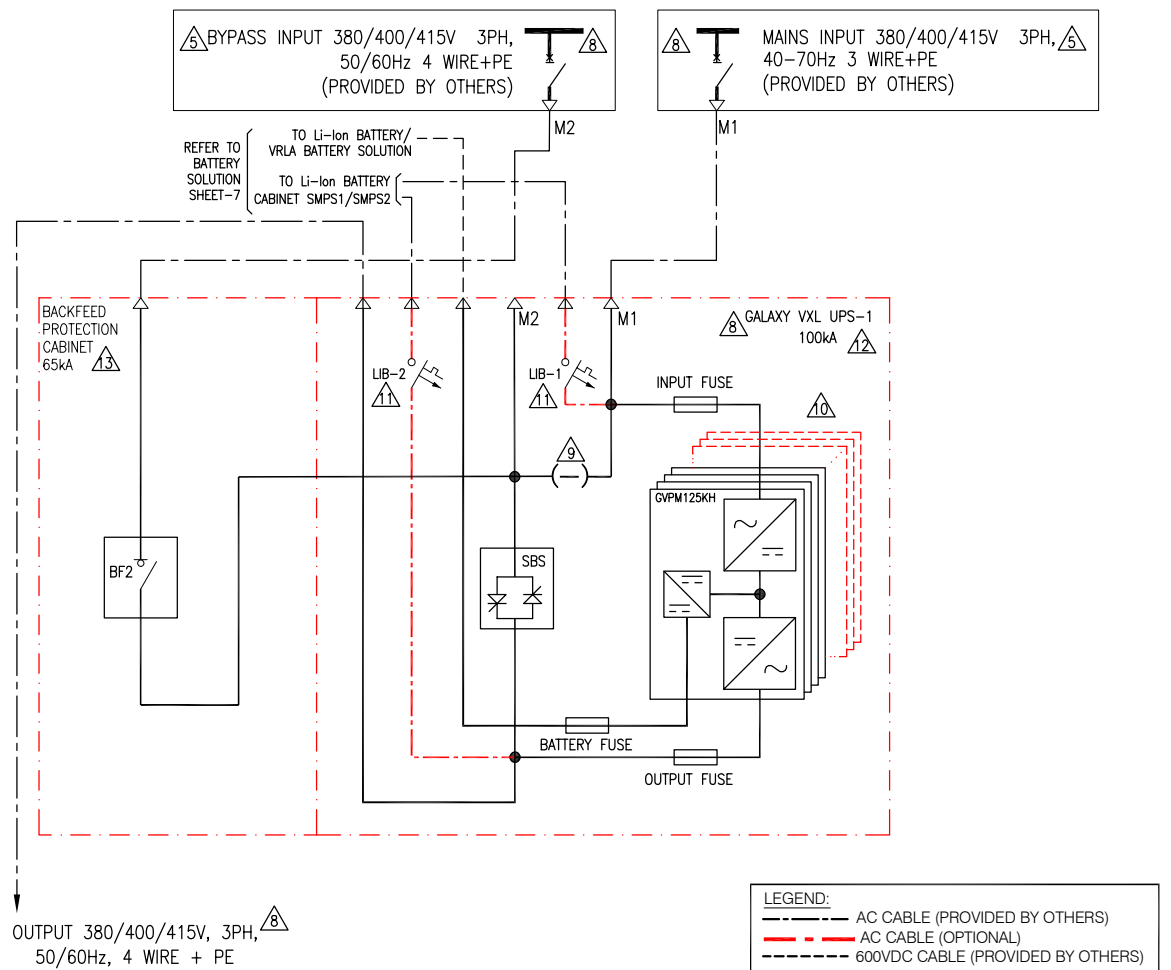 5 BYPASS INPUT 380/400/415V 3PH, 8
50/60Hz 4 WIRE+PE
(PROVIDED BY OTHERS)
M2
8 MAINS INPUT 380/400/415V 3PH, 5
40-70Hz 3 WIRE+PE
(PROVIDED BY OTHERS)
M1
REFER TO
BATTERY
SOLUTION
SHEET-7
TO Li-Ion BATTERY/
VRLA BATTERY SOLUTION
TO Li-Ion BATTERY
CABINET SMPS1/SMPS2
BACKFEED
PROTECTION
CABINET
65kA 13
M2
M1
8 GALAXY VXL UPS-1
100kA 12
LIB-2
11
LIB-1
11
INPUT FUSE
10
9
GVPM125KH
BF2
SBS
BATTERY FUSE
OUTPUT FUSE
OUTPUT 380/400/415V, 3PH, 8
50/60Hz, 4 WIRE + PE
LEGEND:
AC CABLE (PROVIDED BY OTHERS)
AC CABLE (OPTIONAL)
600VDC CABLE (PROVIDED BY OTHERS)